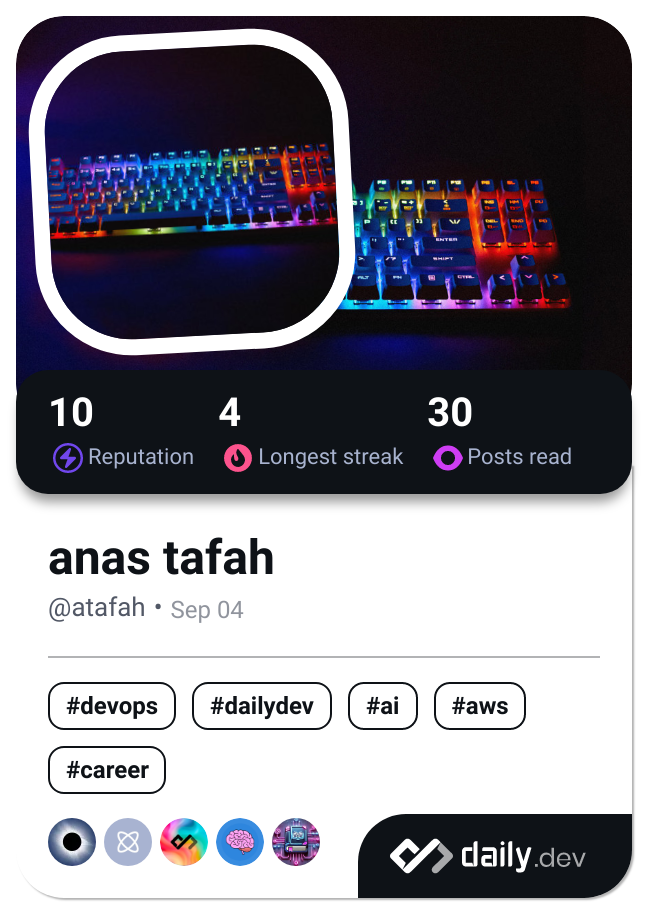 10 4 30
Reputation Longest streak Posts read
anas tafah
@atafah • Sep 04
#devops #dailydev #ai #aws
#career
daily.dev